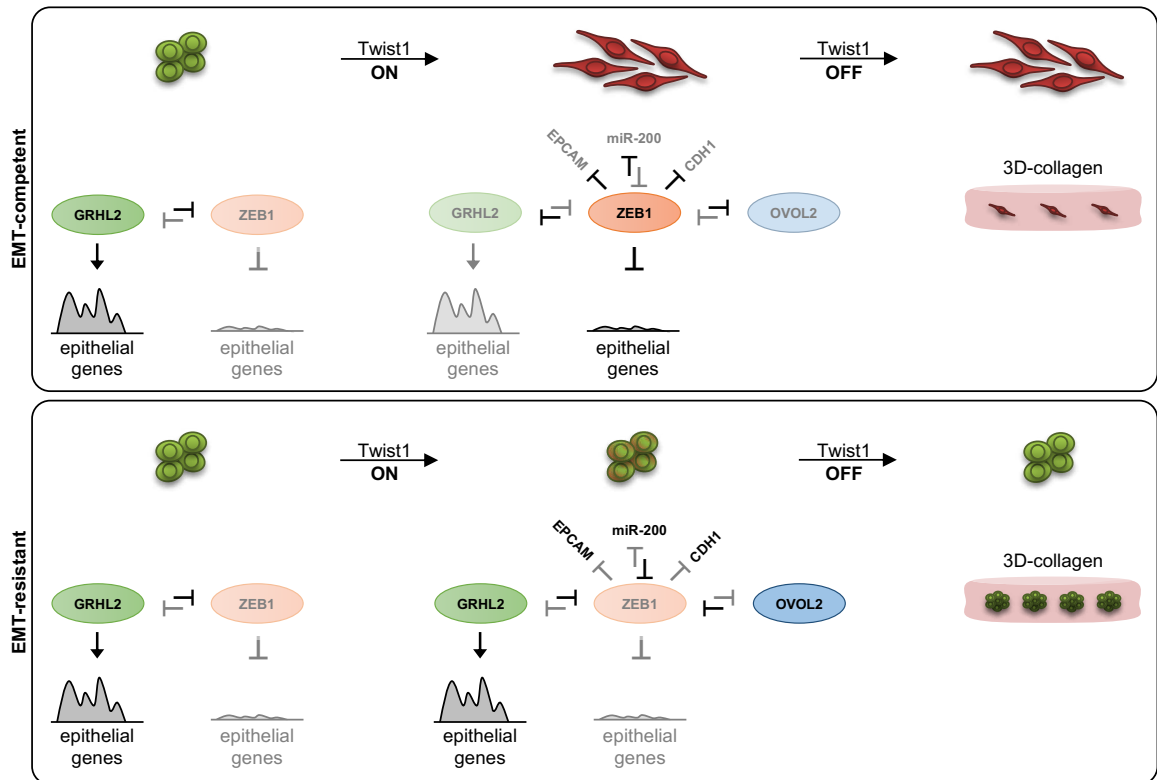 EMT-competent
Twist1
ON
Twist1
OFF
EPCAM
miR-200
CDH1
3D-collagen
GRHL2
ZEB1
GRHL2
ZEB1
OVOL2
epithelial
genes
epithelial
genes
epithelial
genes
epithelial
genes
EMT-resistant
Twist1
ON
Twist1
OFF
EPCAM
miR-200
CDH1
3D-collagen
GRHL2
ZEB1
GRHL2
ZEB1
OVOL2
epithelial
genes
epithelial
genes
epithelial
genes
epithelial
genes